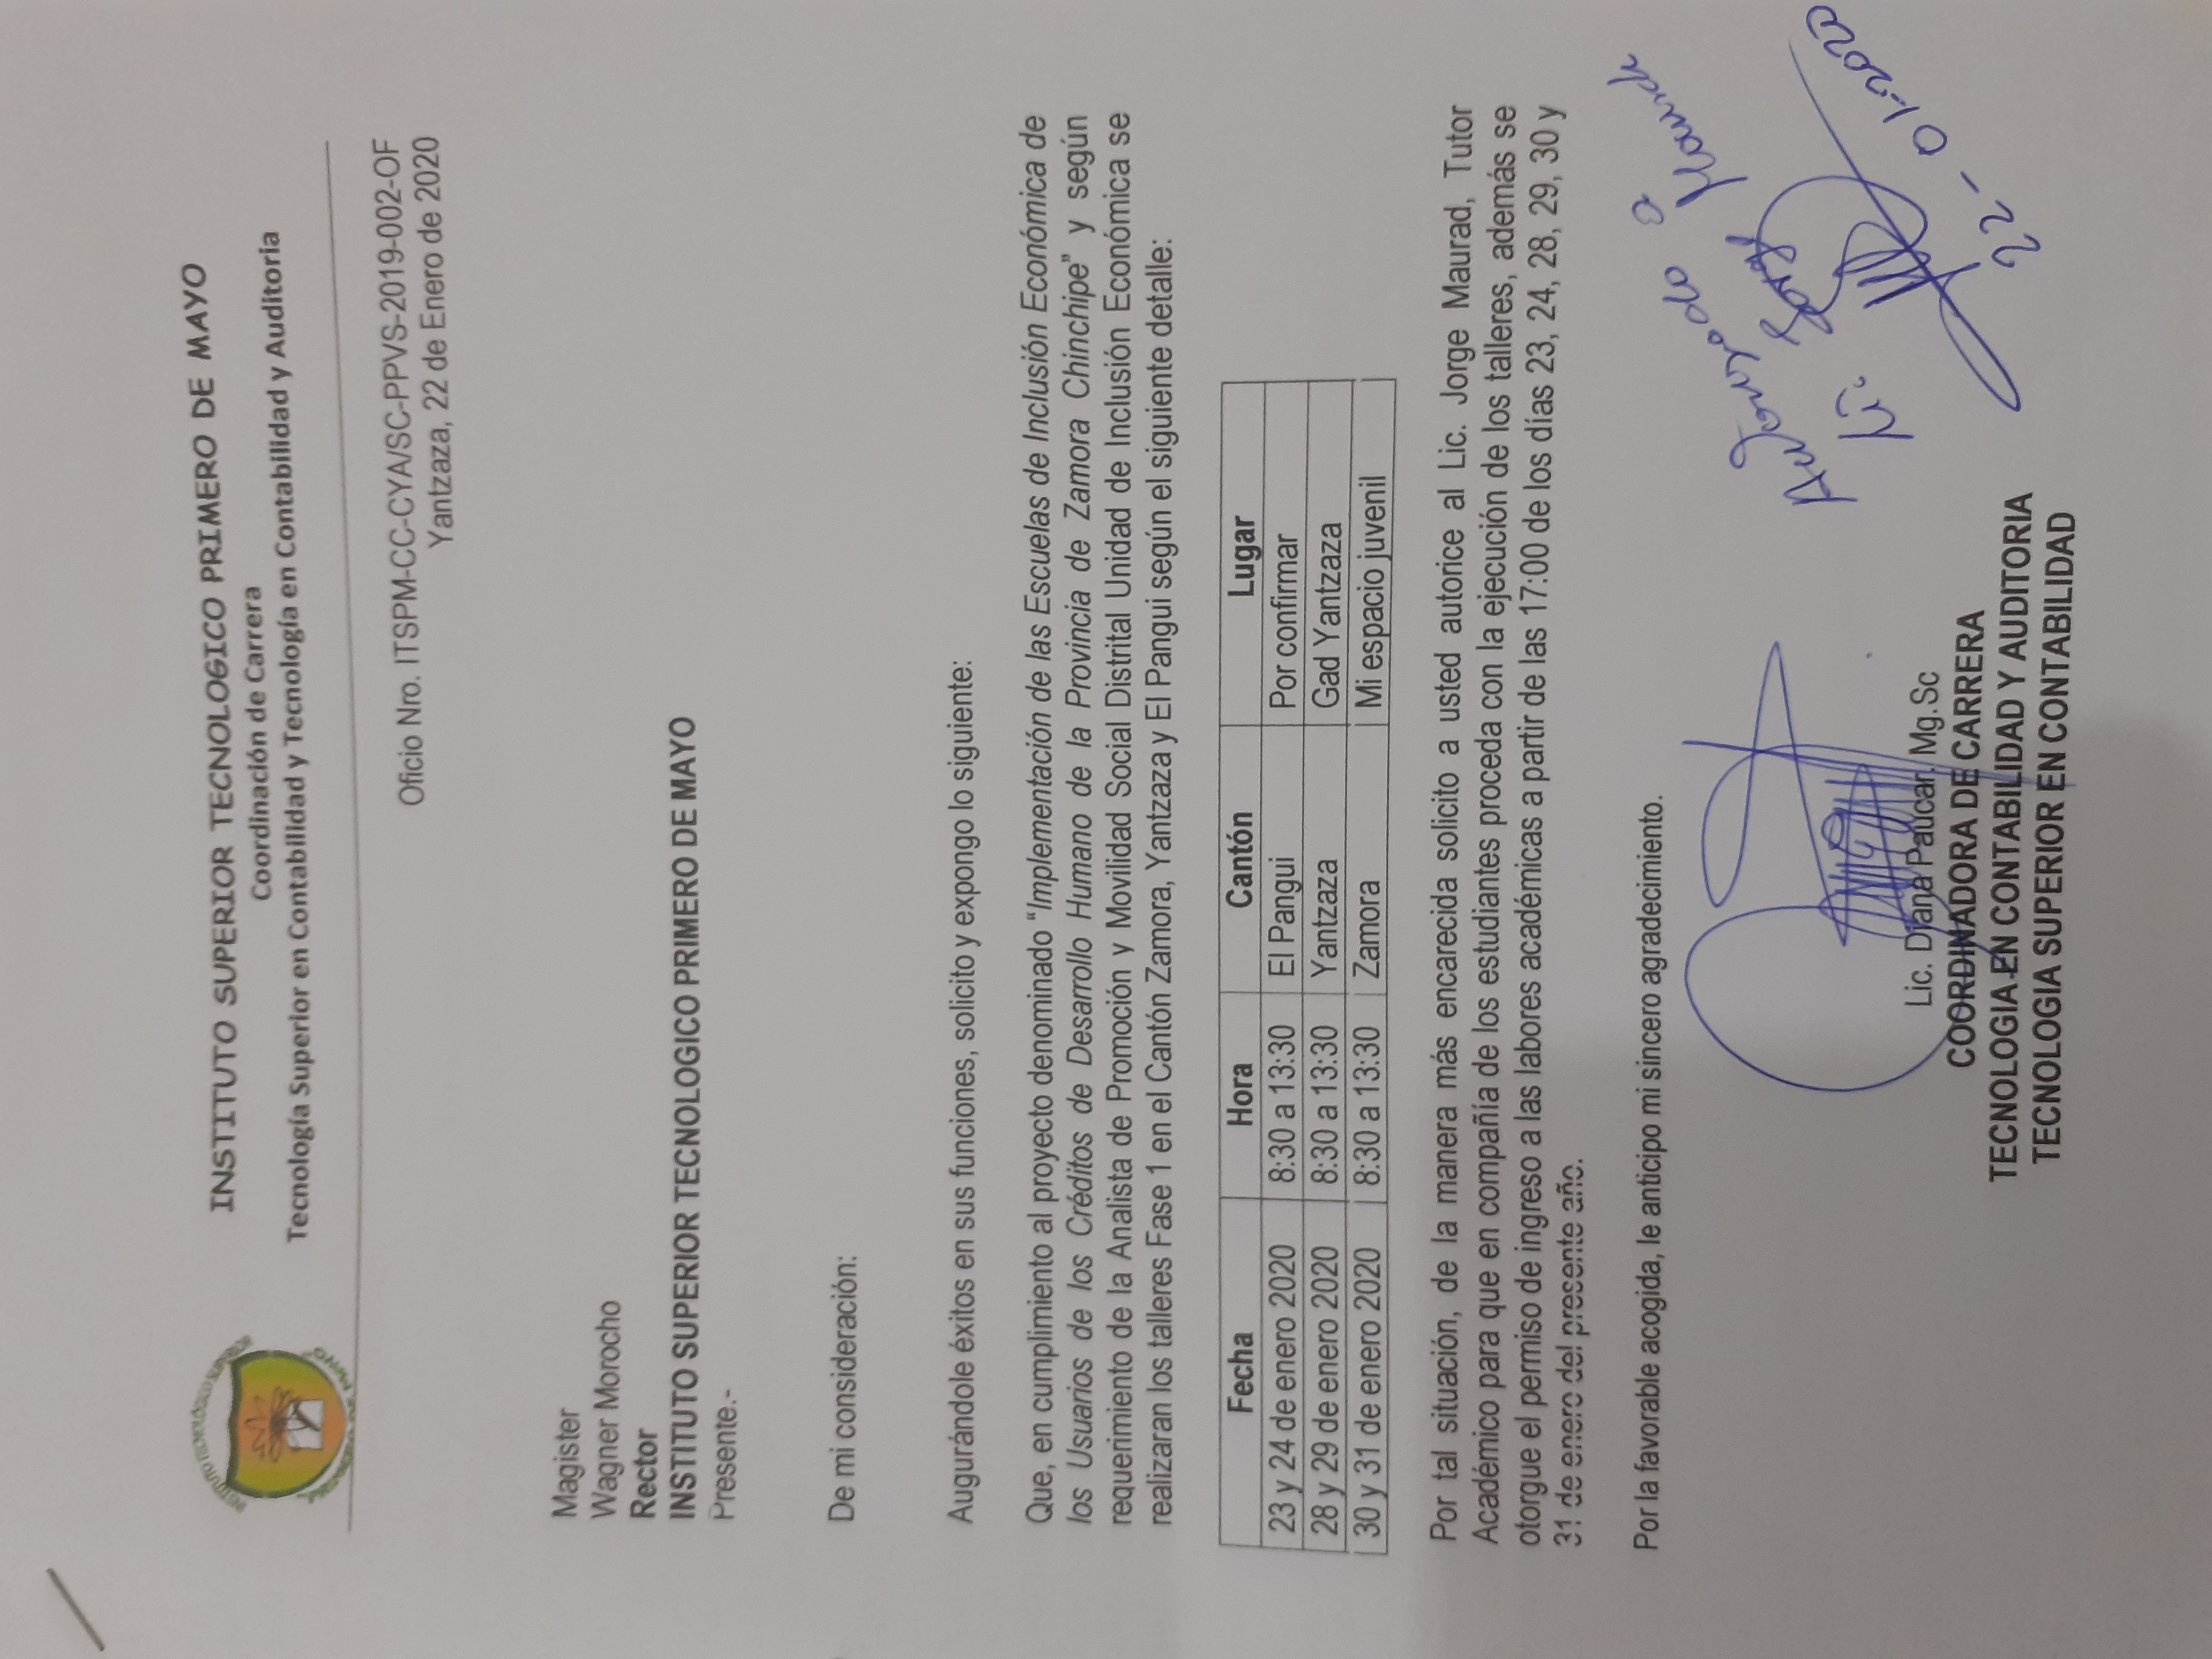 INSTITUTO SUPERIOR TECNOLOGICO PRIMERO DE MAYO
Coordinación de Carrera
Tecnología Superior en Contabilidad y Tecnología en Contabilidad y Auditoria
Oficio Nro. ITSPM-CC-CYA/SC-PPVS-2019-002-OF
Yantzaza, 22 de Enero de 2020
Magister
Wagner Morocho
Rector
INSTITUTO SUPERIOR TECNOLOGICO PRIMERO DE MAYO
Presente.-
De mi consideración:
Augurándole éxitos en sus funciones, solicito y expongo lo siguiente:
Que, en cumplimiento al proyecto denominado "Implementación de las Escuelas de Inclusión Económica de
los Usuarios de los Créditos de Desarrollo Humano de la Provincia de Zamora Chinchipe" y según
requerimiento de la Analista de Promoción y Movilidad Social Distrital Unidad de Inclusión Económica se
realizaran los talleres Fase 1 en el Cantón Zamora, Yantzaza y El Pangui según el siguiente detalle:
Fecha Hora Cantón Lugar
23 y 24 de enero 2020 8:30 a 13:30 El Pangui Por confirmar
28 y 29 de enero 2020 8:30 a 13:30 Yantzaza Gad Yantzaza
30 y 31 de enero 2020 8:30 a 13:30 Zamora Mi espacio juvenil
Por tal situación, de la manera más encarecida solicito a usted autorice al Lic. Jorge Maurad, Tutor
Académico para que en compañía de los estudiantes proceda con la ejecución de los talleres, además se
otorgue el permiso de ingreso a las labores académicas a partir de las 17:00 de los días 23, 24, 28, 29, 30 y
31 de enero del presente año.
Por la favorable acogida, le anticipo mi sincero agradecimiento.
Autorizado a
Lic. Jorge Maurad
22-01-2020
Lic. Diana Paucar. Mg.Sc
COORDINADORA DE CARRERA
TECNOLOGIA EN CONTABILIDAD Y AUDITORIA
TECNOLOGIA SUPERIOR EN CONTABILIDAD